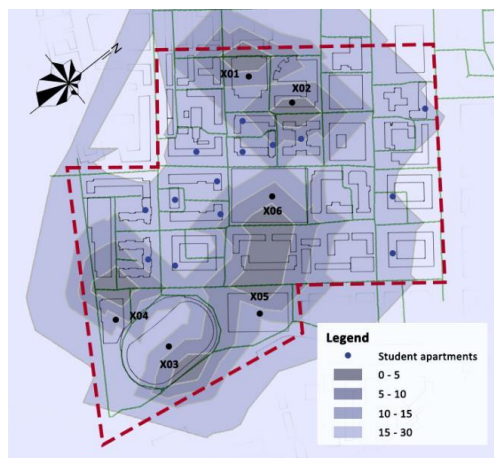 N
X01
X02
X06
X05
X04
X03
Legend
Student apartments
0 - 5
5 - 10
10 - 15
15 - 30